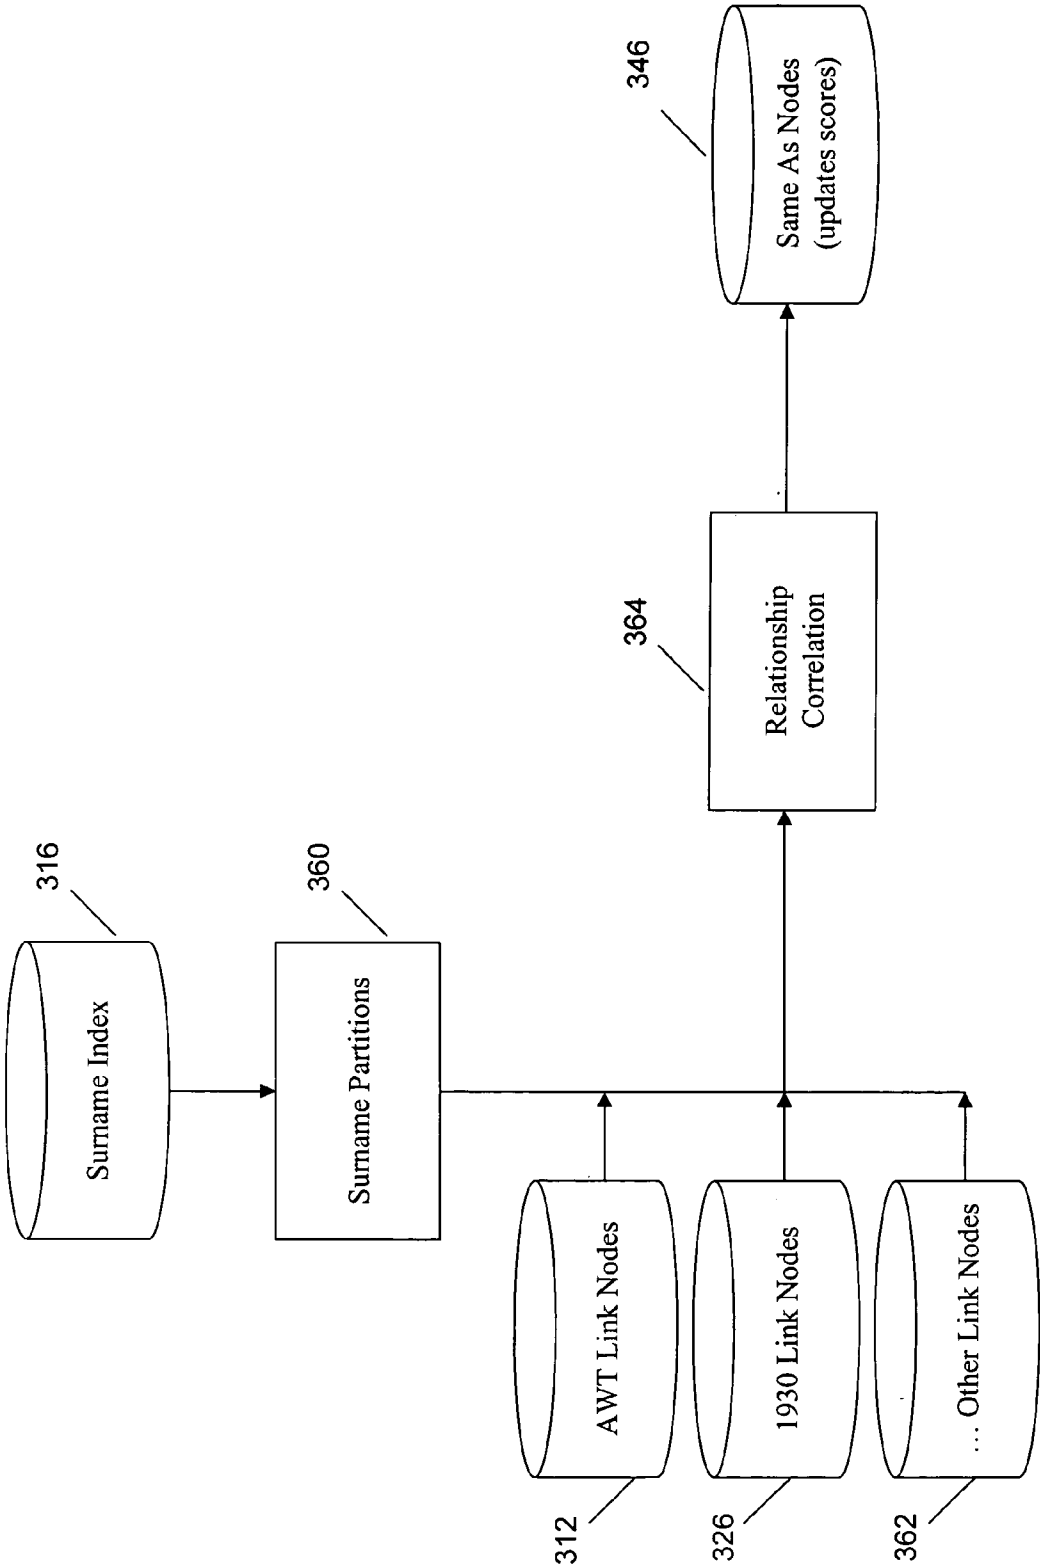 316
Surname Index
360
Surname Partitions
312
AWT Link Nodes
326
1930 Link Nodes
362
… Other Link Nodes
364
Relationship
Correlation
346
Same As Nodes
(updates scores)